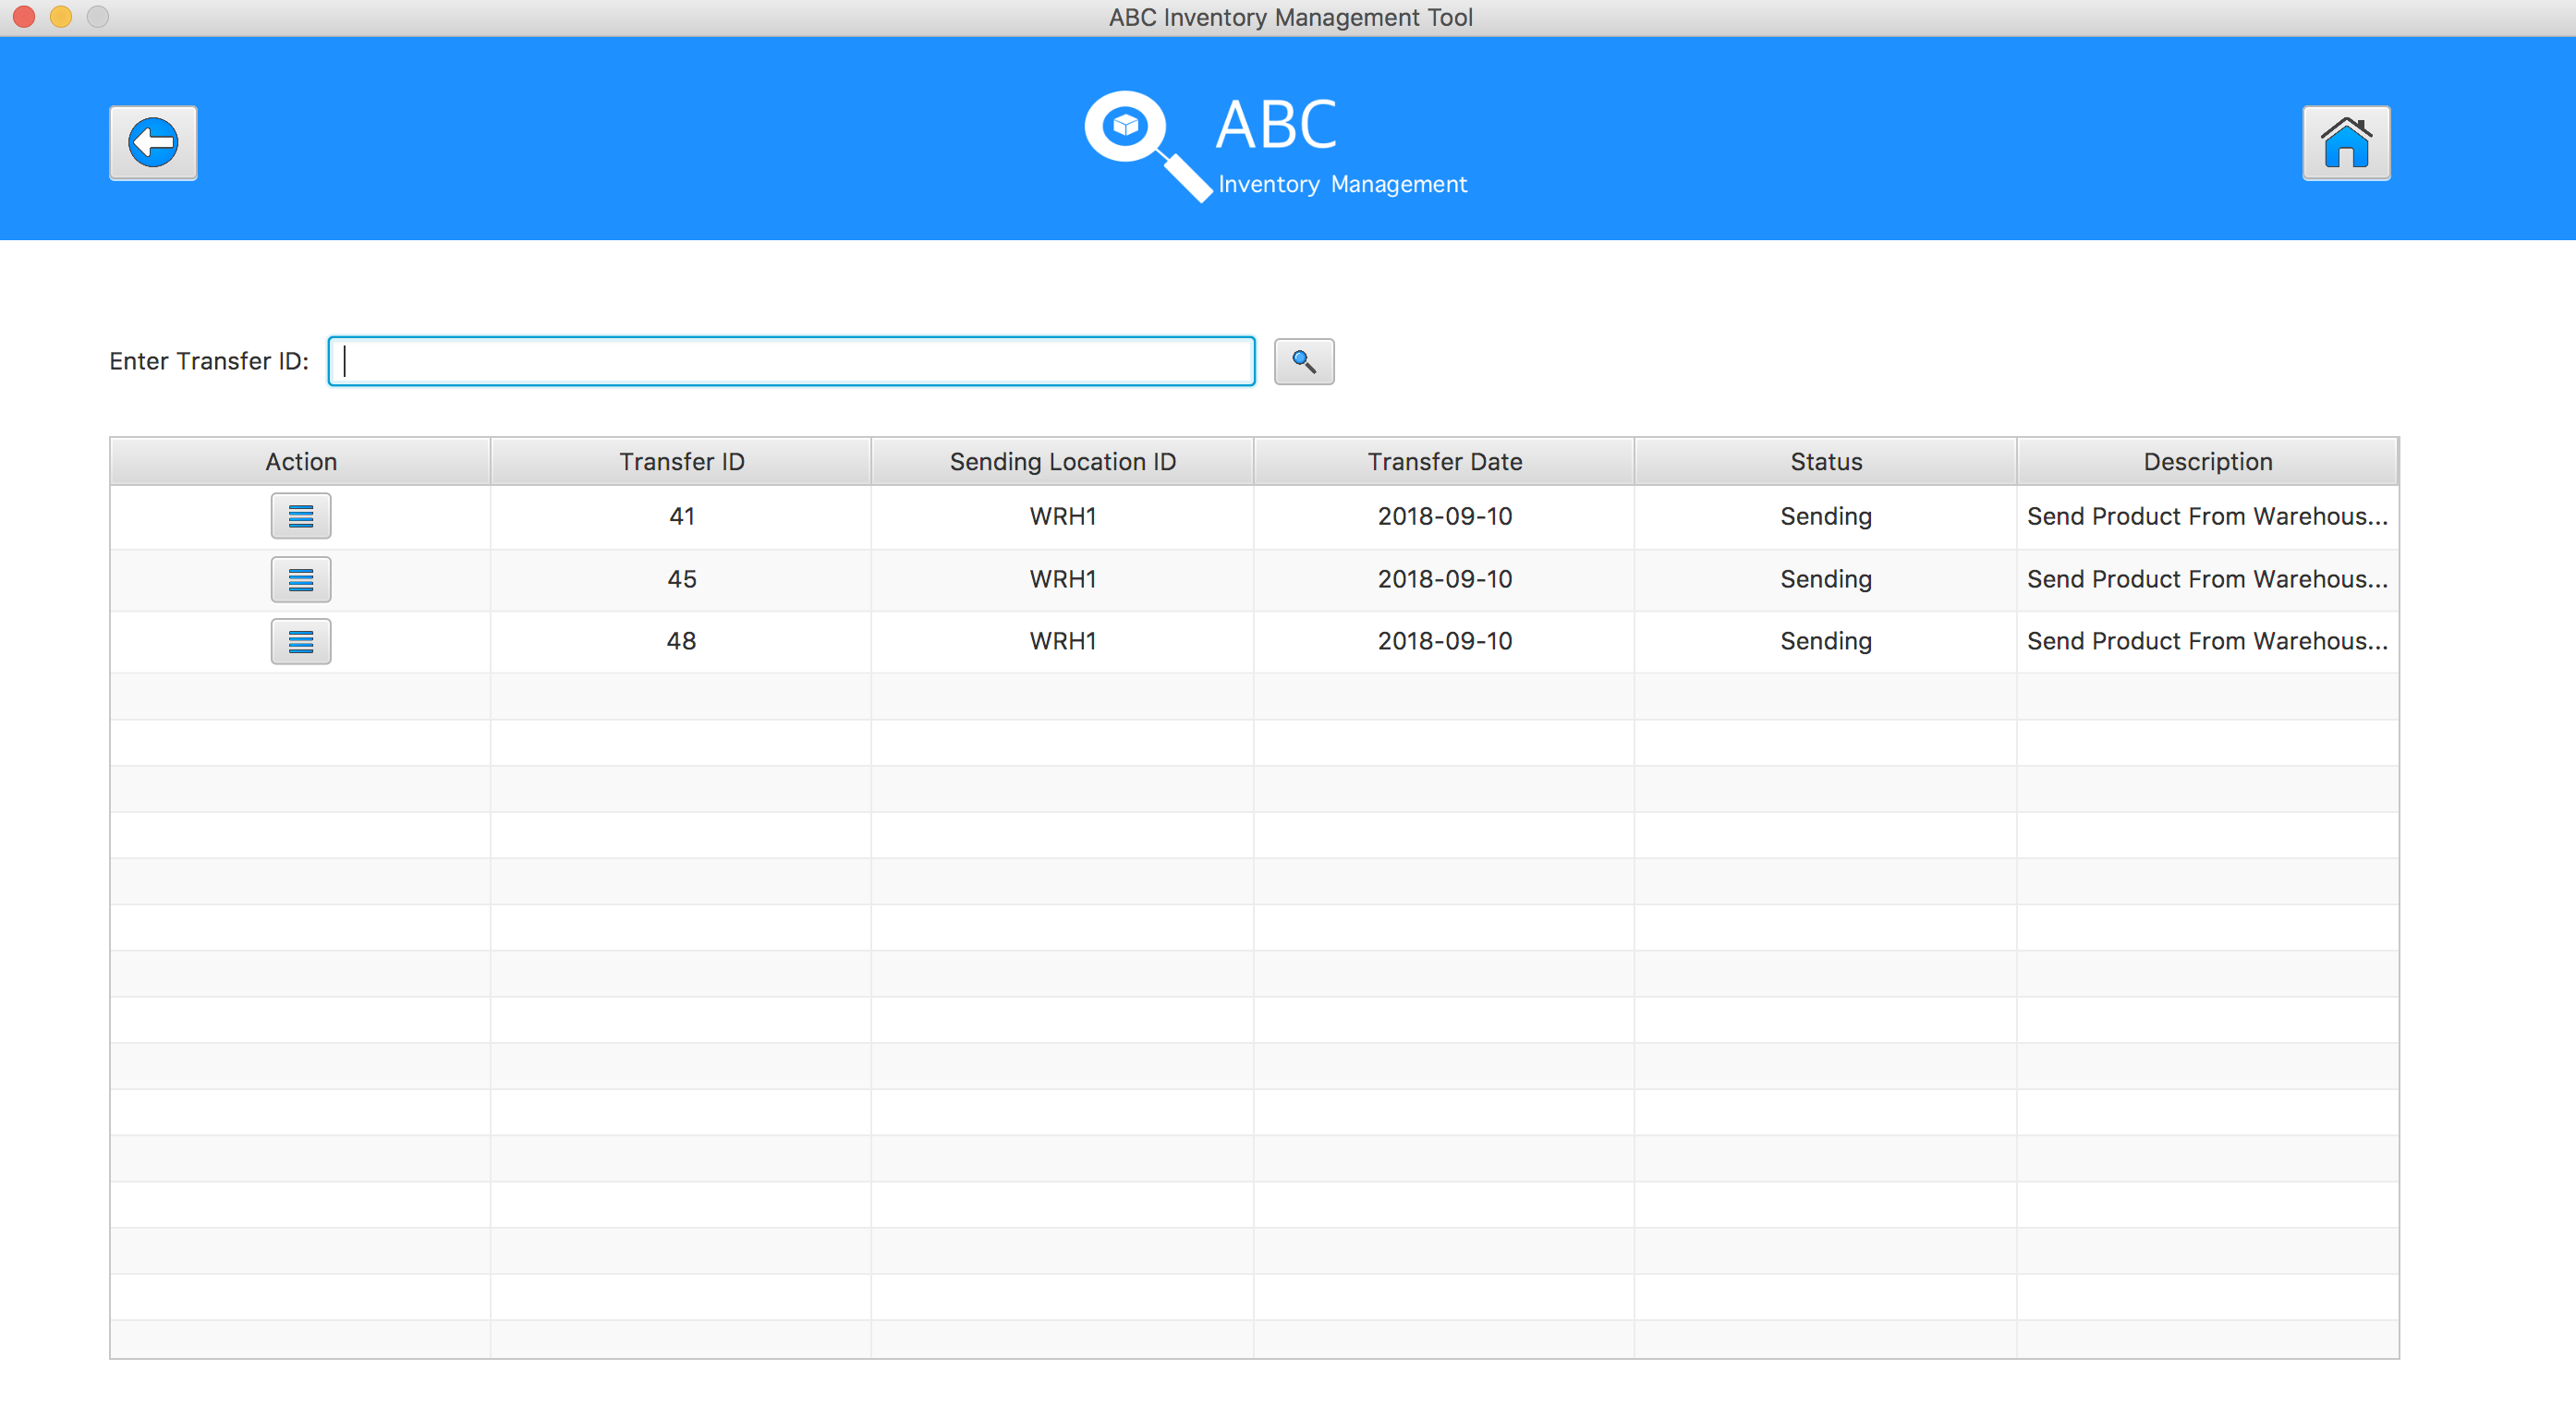 ABC Inventory Management Tool
ABC
Inventory Management
Enter Transfer ID:
Action Transfer ID Sending Location ID Transfer Date Status Description
41 WRH1 2018-09-10 Sending Send Product From Warehous...
45 WRH1 2018-09-10 Sending Send Product From Warehous...
48 WRH1 2018-09-10 Sending Send Product From Warehous...